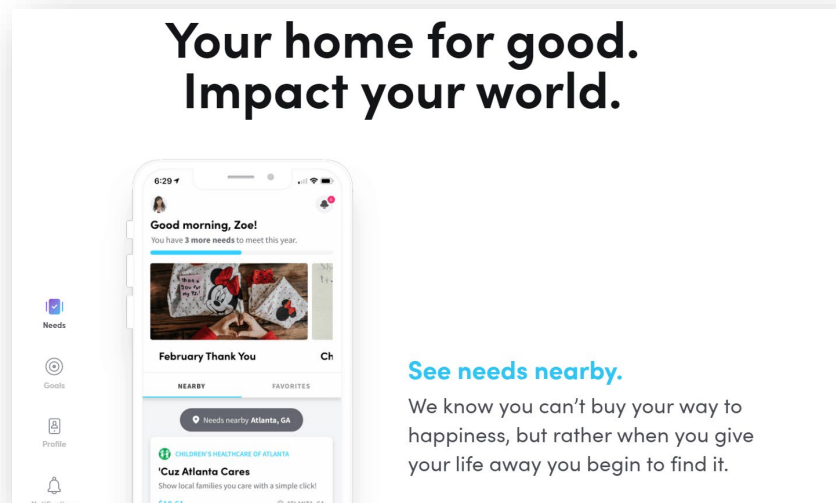 Your home for good.
Impact your world.
6:29
Good morning, Zoe!
You have 3 more needs to meet this year.
February Thank You
Ch
NEARBY
FAVORITES
Needs nearby Atlanta, GA
CHILDREN'S HEALTHCARE OF ATLANTA
'Cuz Atlanta Cares
Show local families you care with a simple click!
Needs
Goals
Profile
See needs nearby.
We know you can't buy your way to
happiness, but rather when you give
your life away you begin to find it.